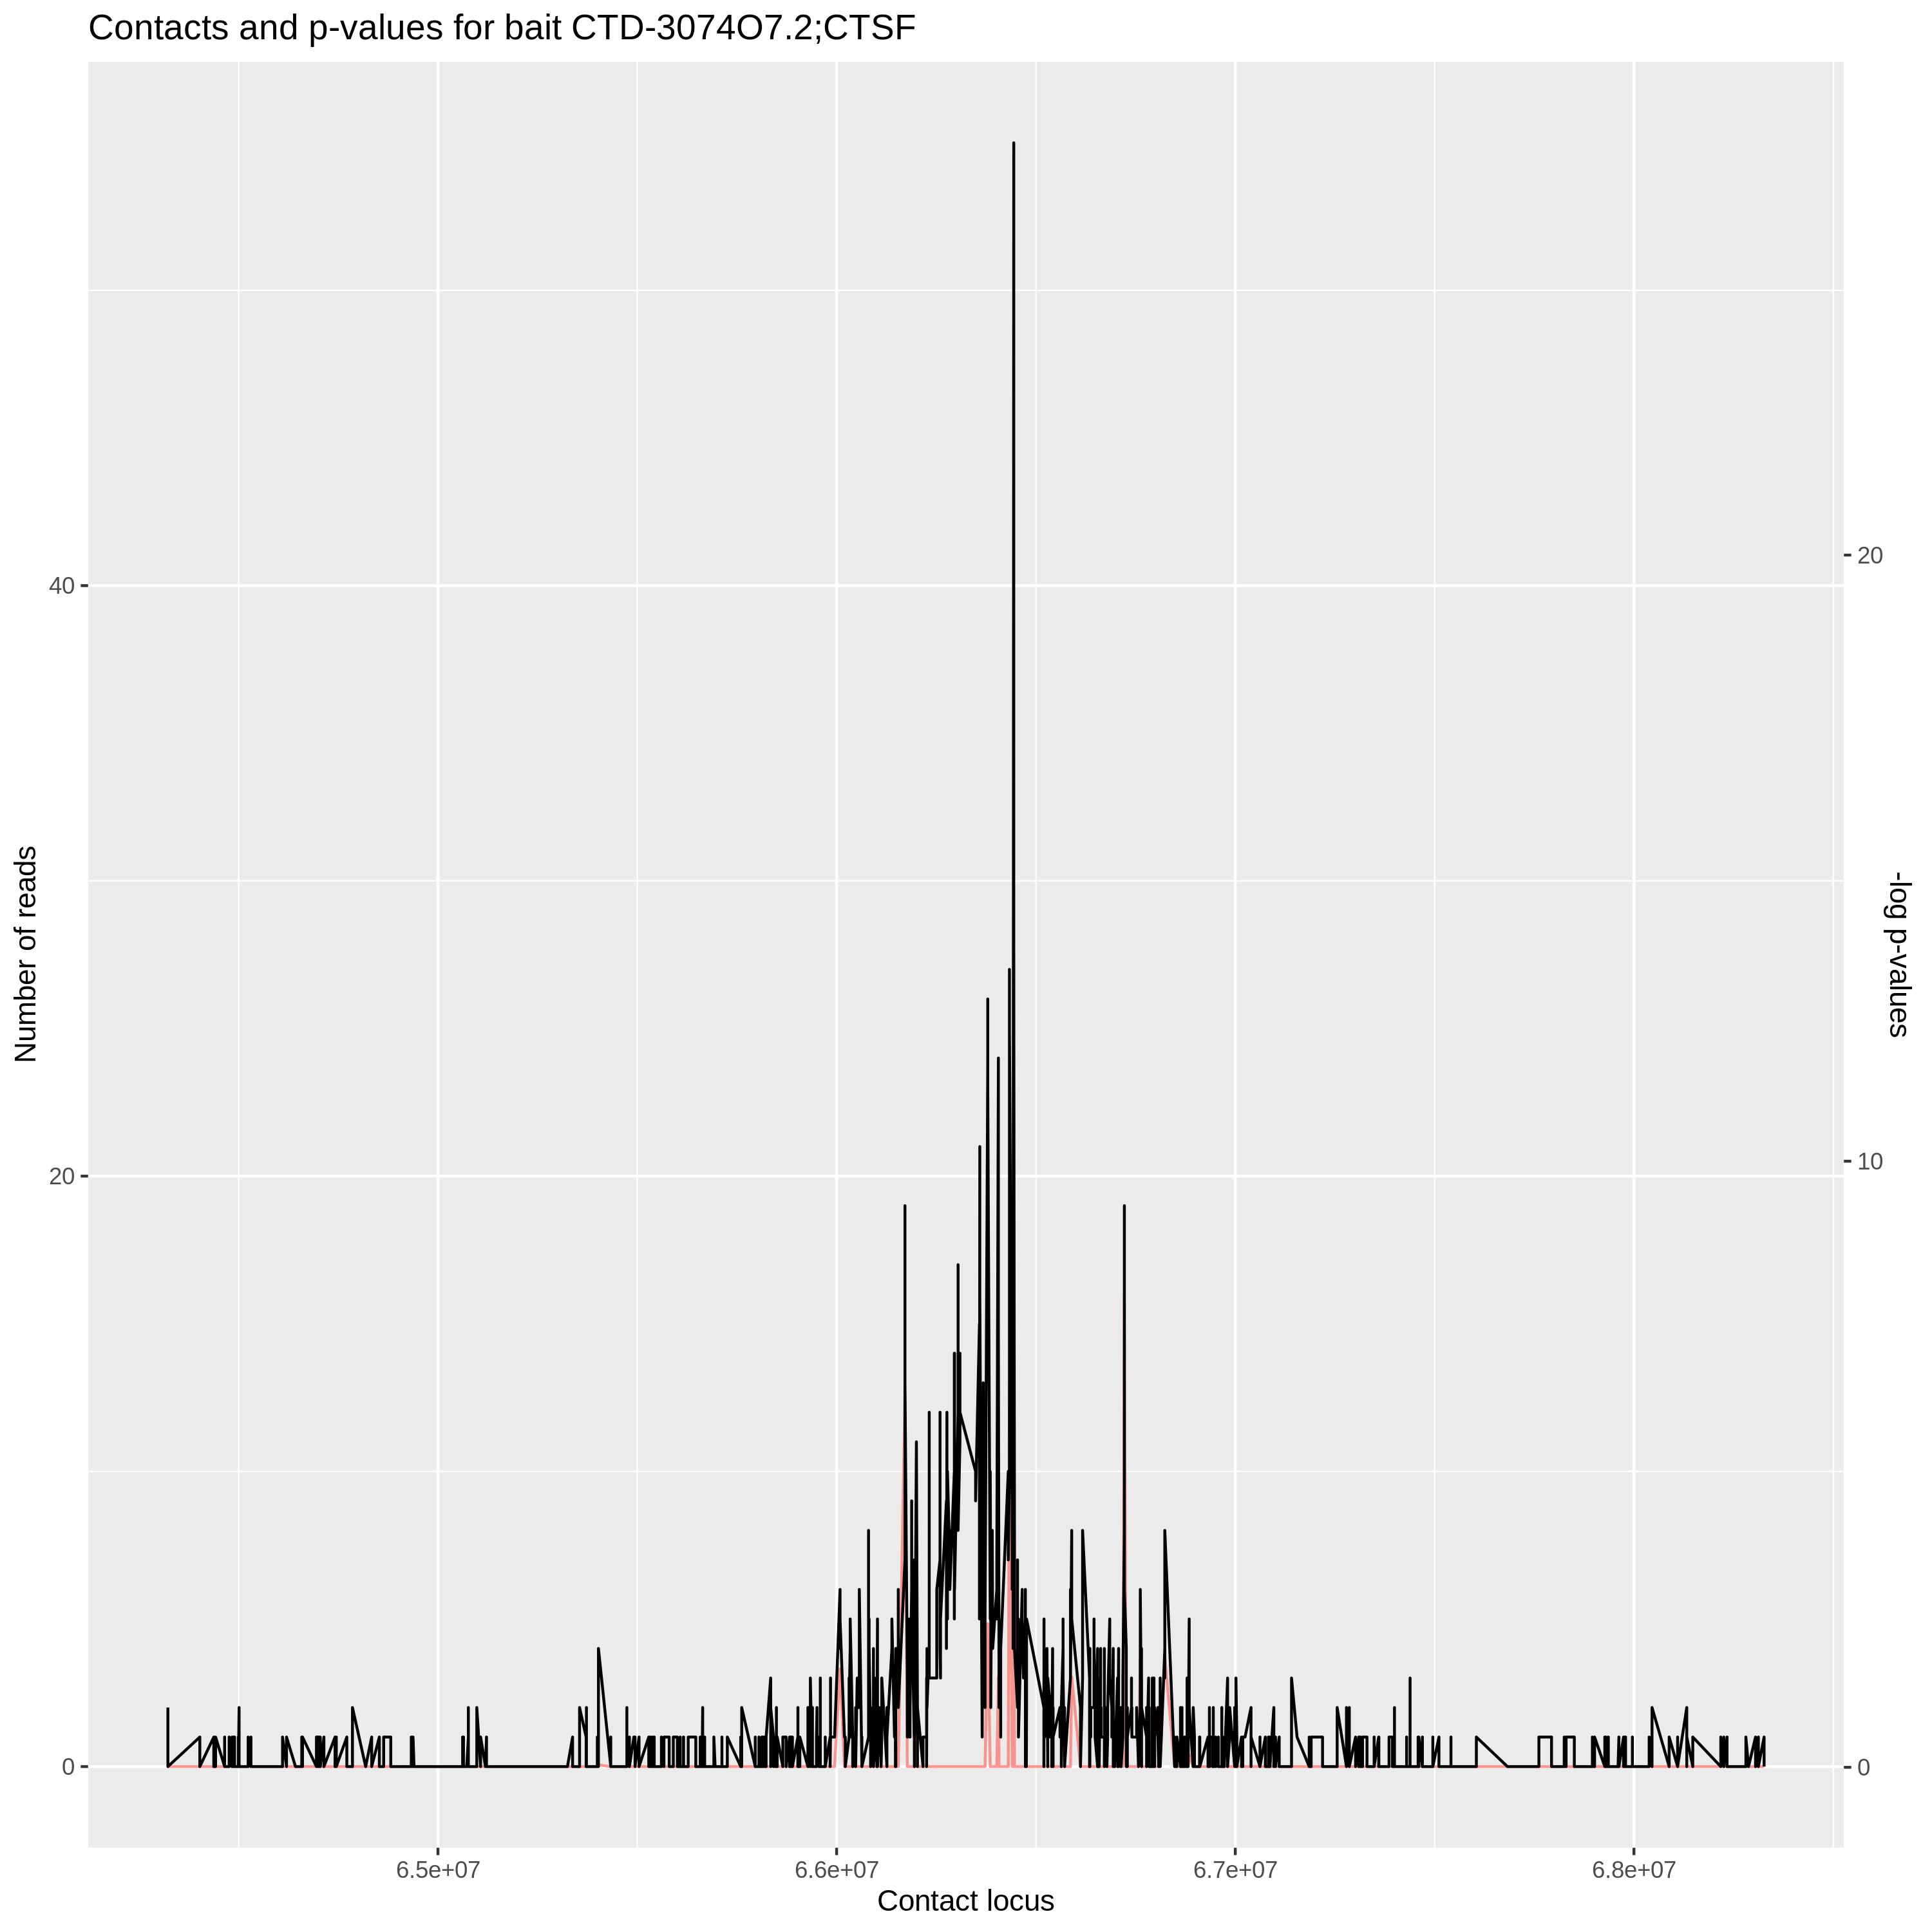 Contacts and p-values for bait CTD-3074O7.2;CTSF
Number of reads
40
20
0
20
10
0
-log p-values
6.5e+07
6.6e+07
6.7e+07
6.8e+07
Contact locus